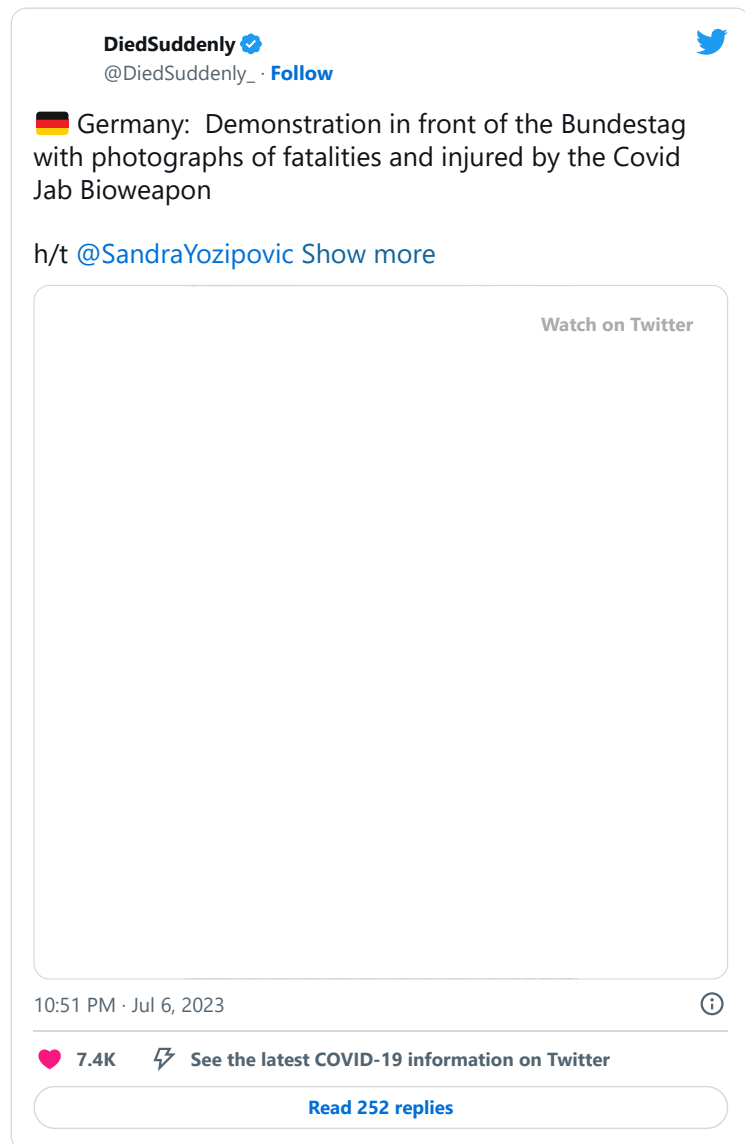 DiedSuddenly
@DiedSuddenly_ · Follow
Germany: Demonstration in front of the Bundestag
with photographs of fatalities and injured by the Covid
Jab Bioweapon
h/t @SandraYozipovic Show more
Watch on Twitter
10:51 PM · Jul 6, 2023
7.4K See the latest COVID-19 information on Twitter
Read 252 replies